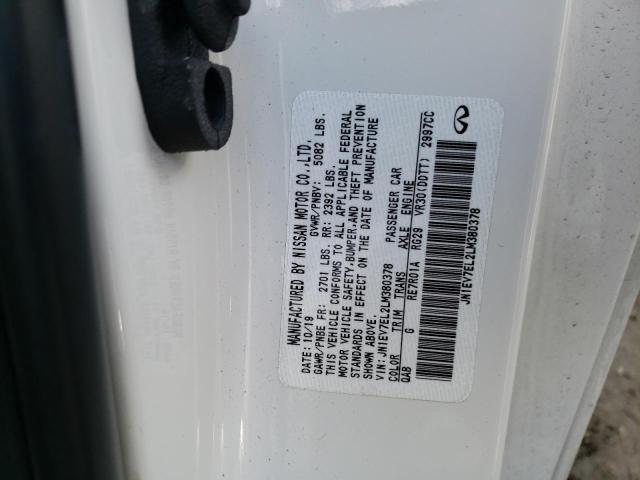 MANUFACTURED BY NISSAN MOTOR CO.,LTD.
DATE: 10/19 GVWR/PNBV: 5082 LBS.
GAWR/PNBE FR: 2701 LBS. RR: 2392 LBS.
THIS VEHICLE CONFORMS TO ALL APPLICABLE FEDERAL
MOTOR VEHICLE SAFETY,BUMPER,AND THEFT PREVENTION
STANDARDS IN EFFECT ON THE DATE OF MANUFACTURE
SHOWN ABOVE.
VIN: JN1EV7EL2LM380378 PASSENGER CAR
COLOR TRIM TRANS AXLE ENGINE
QAB G RE7R01A RG29 VR30(DDTT) 2997CC
JN1EV7EL2LM380378